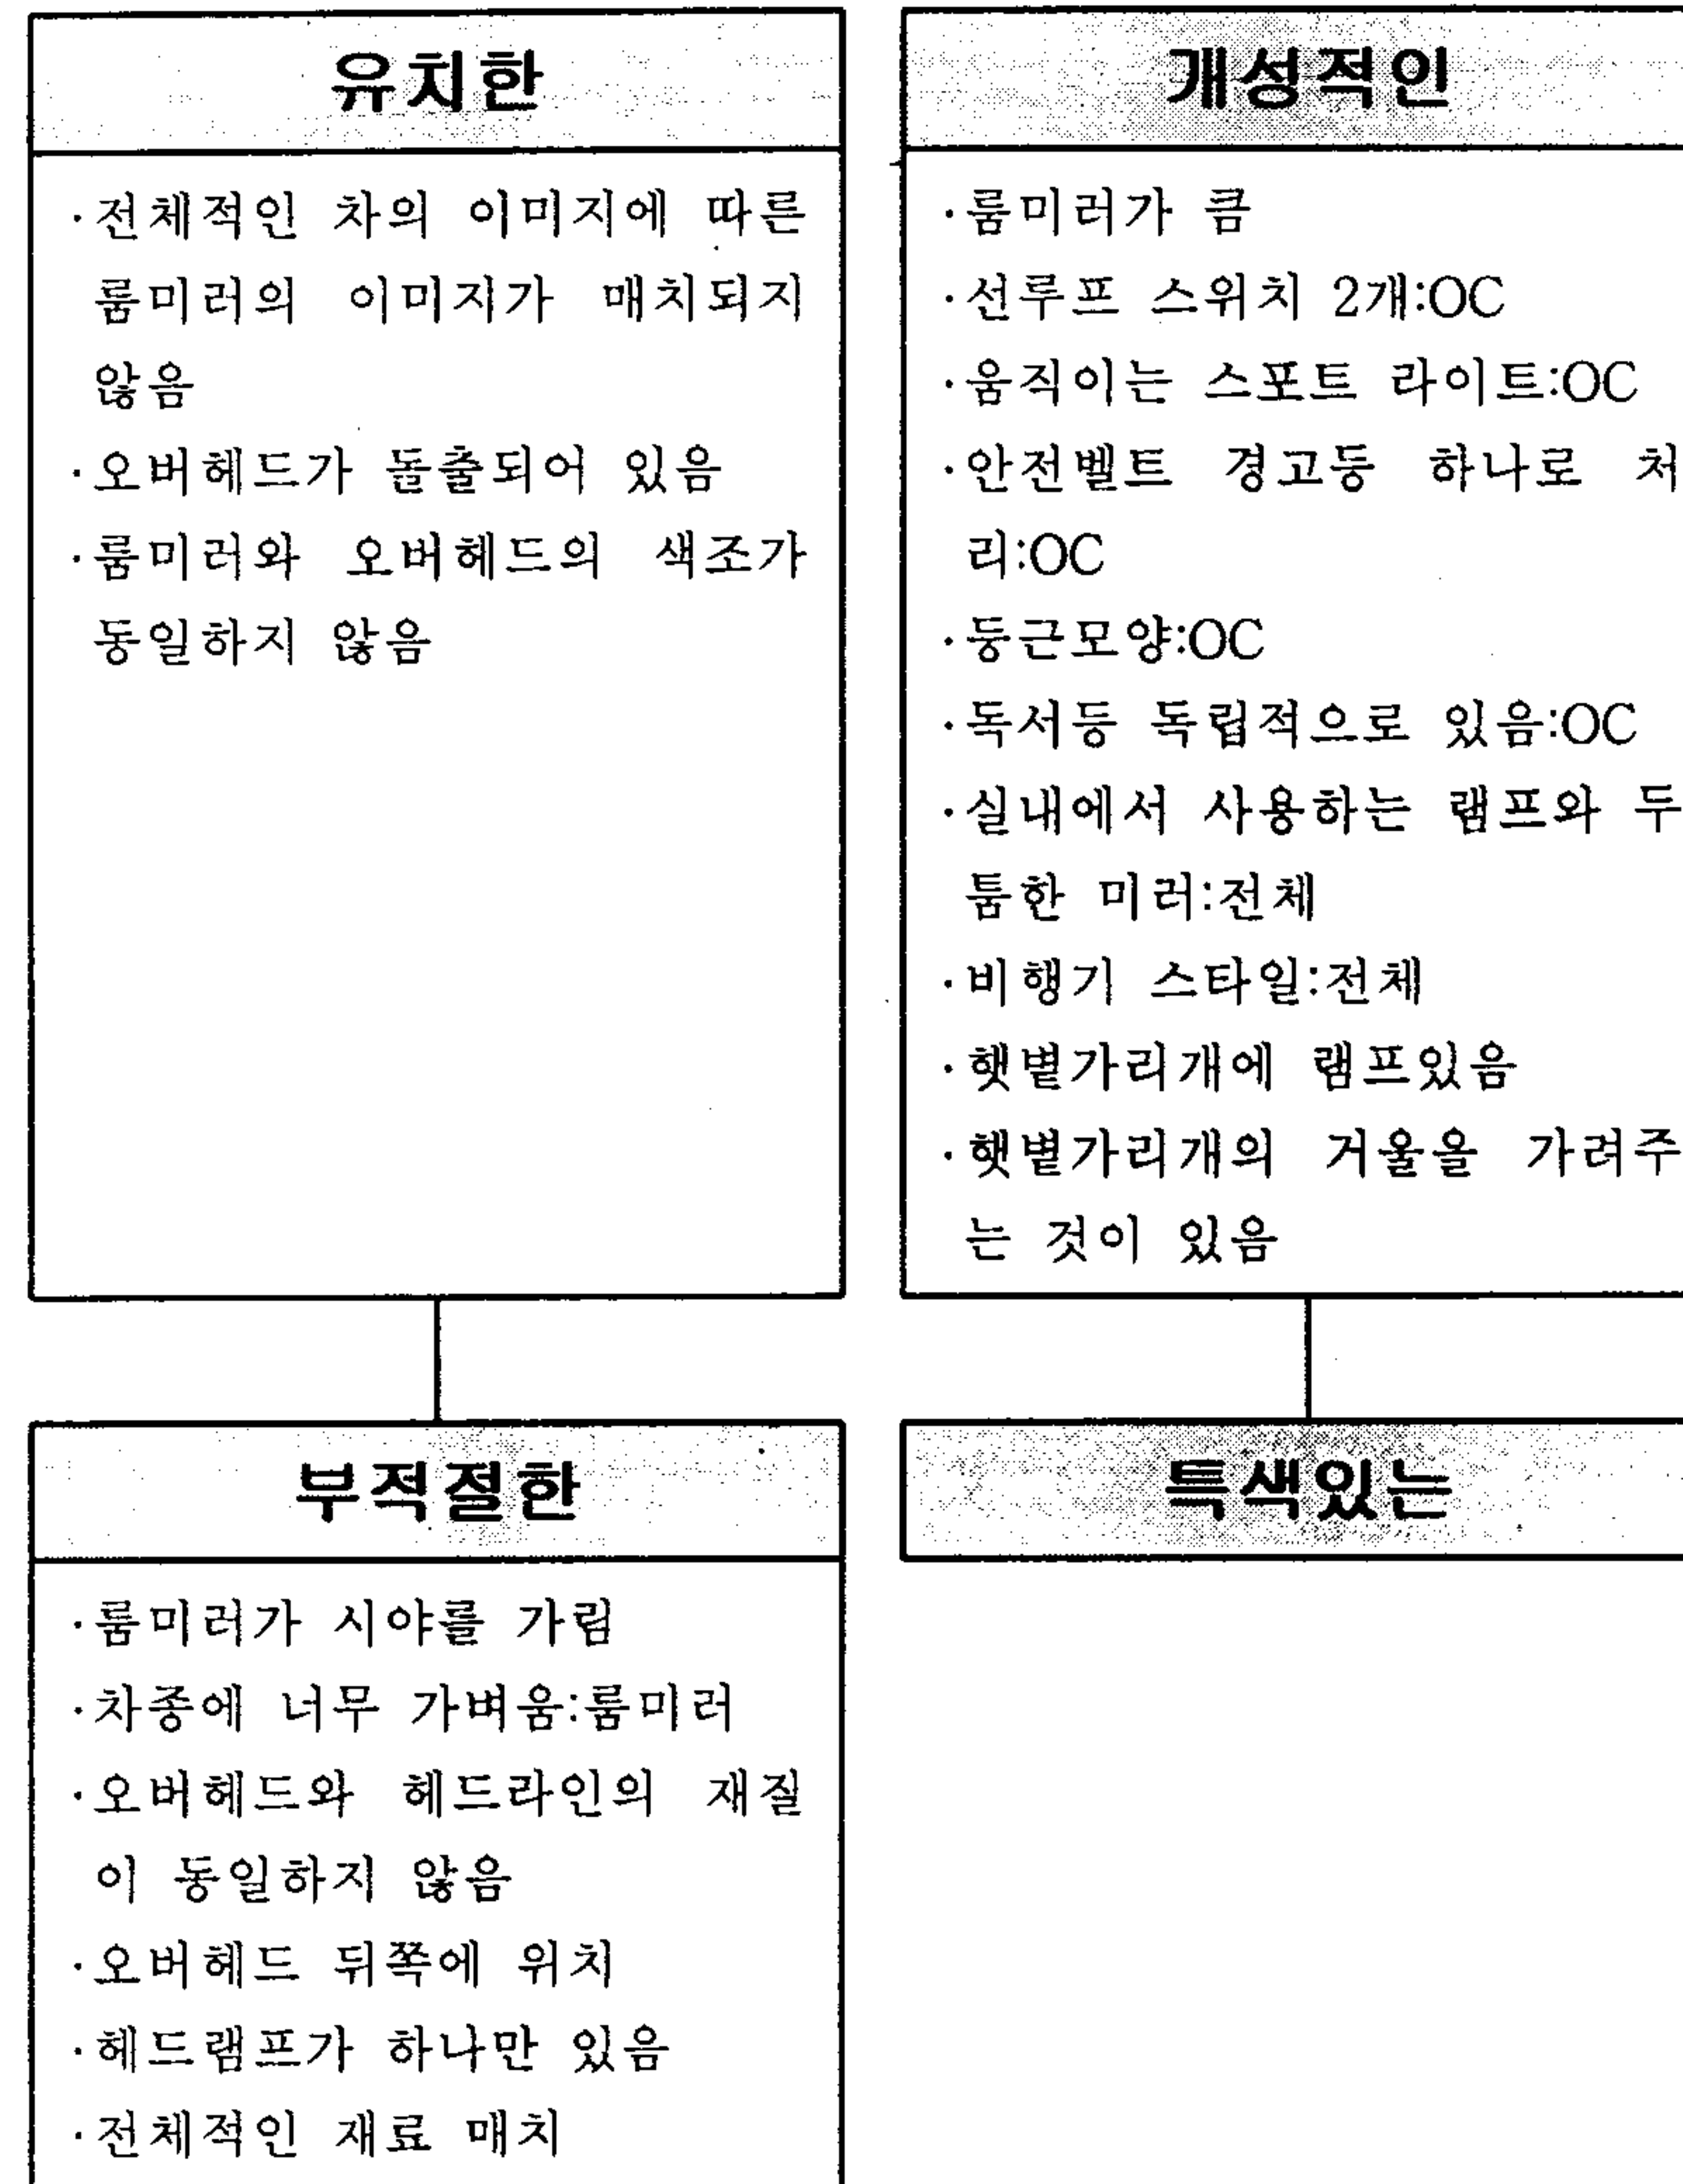 유치한
·전체적인 차의 이미지에 따른
룸미러의 이미지가 매치되지
않음
·오버헤드가 돌출되어 있음
·룸미러와 오버헤드의 색조가
동일하지 않음
개성적인
·룸미러가 큼
·선루프 스위치 2개:OC
·움직이는 스포트 라이트:OC
·안전벨트 경고등 하나로 처
리:OC
·둥근모양:OC
·독서등 독립적으로 있음:OC
·실내에서 사용하는 램프와 두
툼한 미러:전체
·비행기 스타일:전체
·햇볕가리개에 램프있음
·햇볕가리개의 거울을 가려주
는 것이 있음
부적절한
·룸미러가 시야를 가림
·차종에 너무 가벼움:룸미러
·오버헤드와 헤드라인의 재질
이 동일하지 않음
·오버헤드 뒤쪽에 위치
·헤드램프가 하나만 있음
·전체적인 재료 매치
특색있는